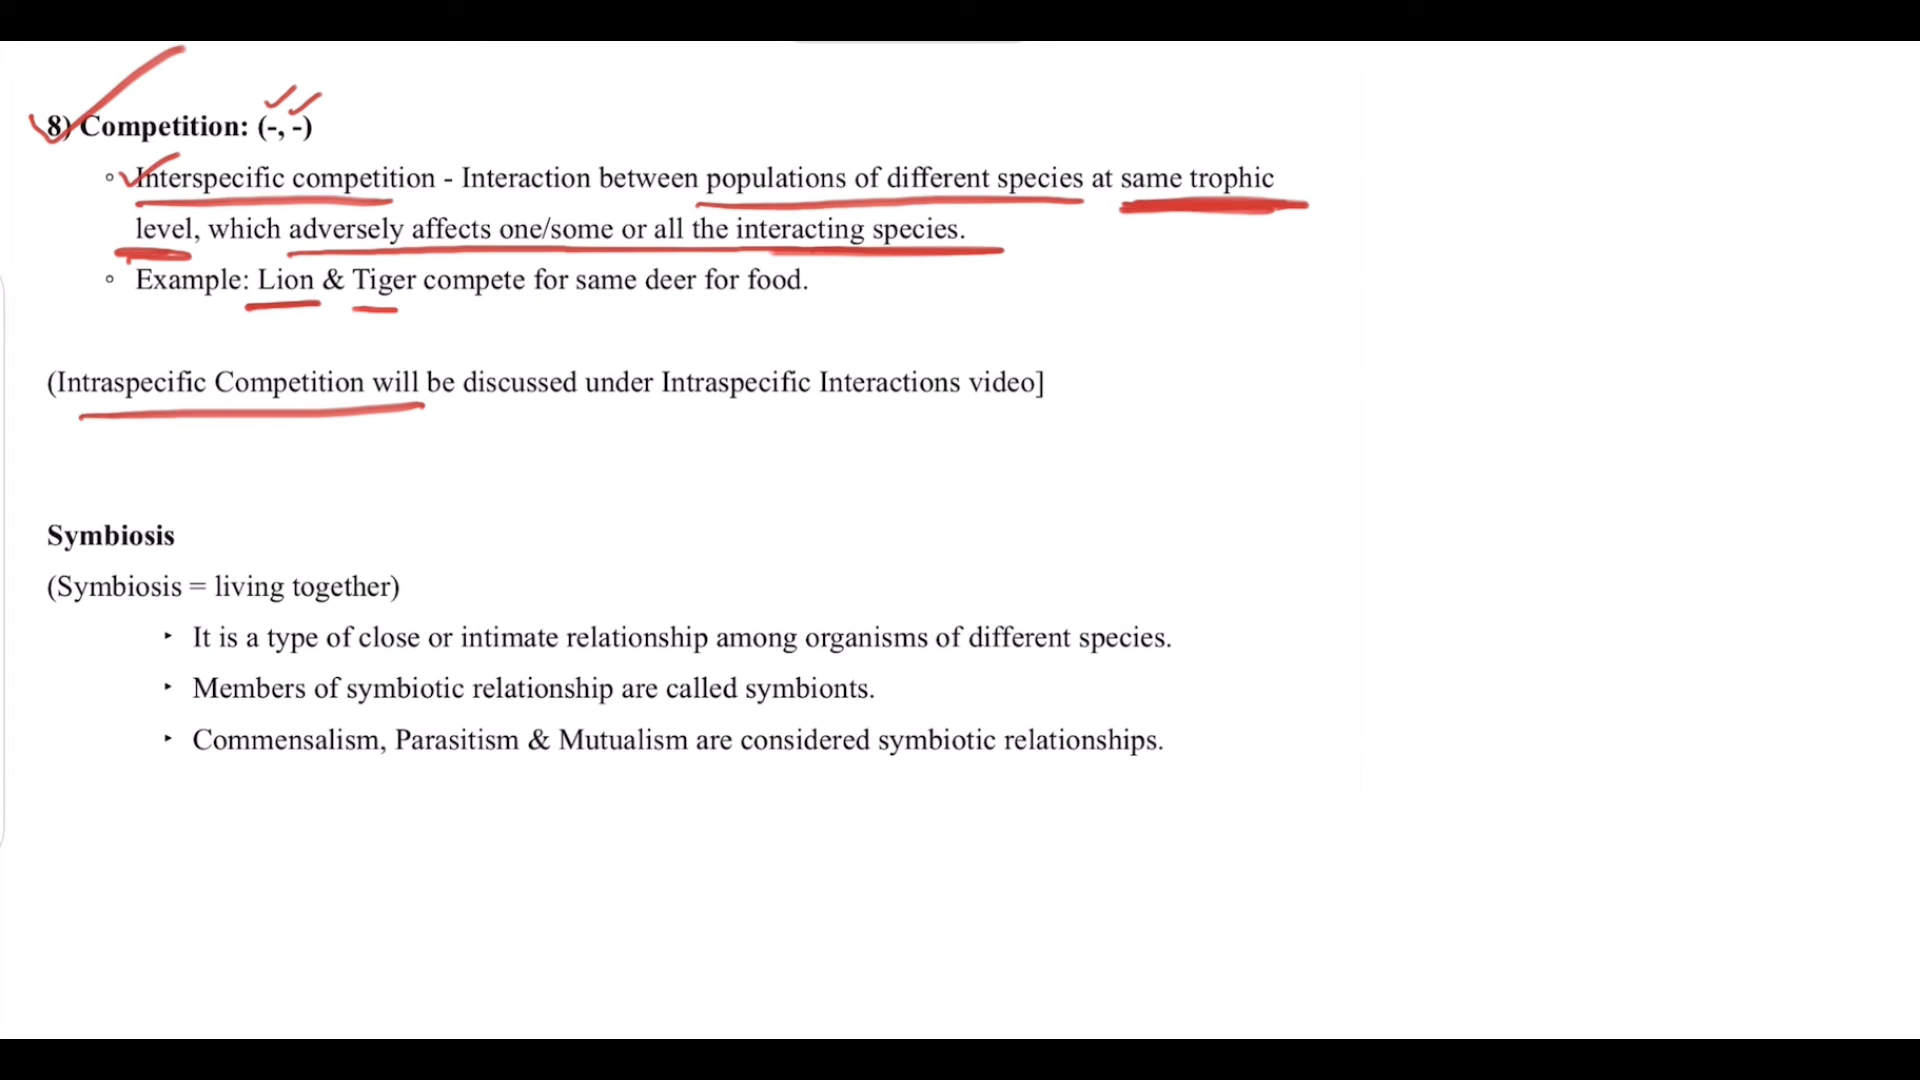 8) Competition: (-, -)
◦ Interspecific competition - Interaction between populations of different species at same trophic
level, which adversely affects one/some or all the interacting species.
◦ Example: Lion & Tiger compete for same deer for food.
(Intraspecific Competition will be discussed under Intraspecific Interactions video]
Symbiosis
(Symbiosis = living together)
‣ It is a type of close or intimate relationship among organisms of different species.
‣ Members of symbiotic relationship are called symbionts.
‣ Commensalism, Parasitism & Mutualism are considered symbiotic relationships.